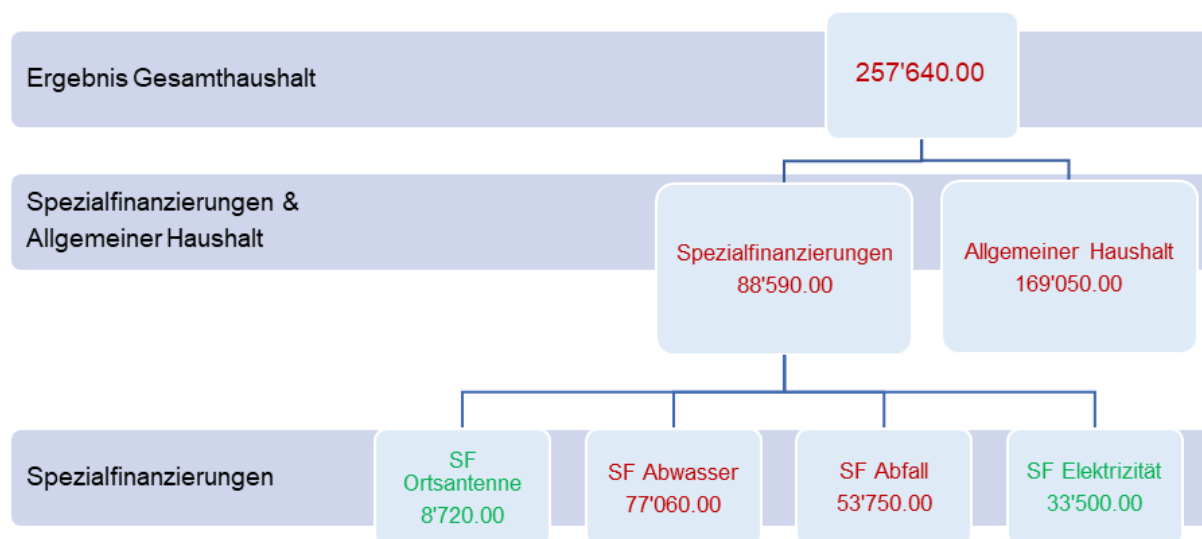 Ergebnis Gesamthaushalt
257'640.00
Spezialfinanzierungen &
Allgemeiner Haushalt
Spezialfinanzierungen
88'590.00
Allgemeiner Haushalt
169'050.00
Spezialfinanzierungen
SF
Ortsantenne
8'720.00
SF Abwasser
77'060.00
SF Abfall
53'750.00
SF Elektrizität
33'500.00